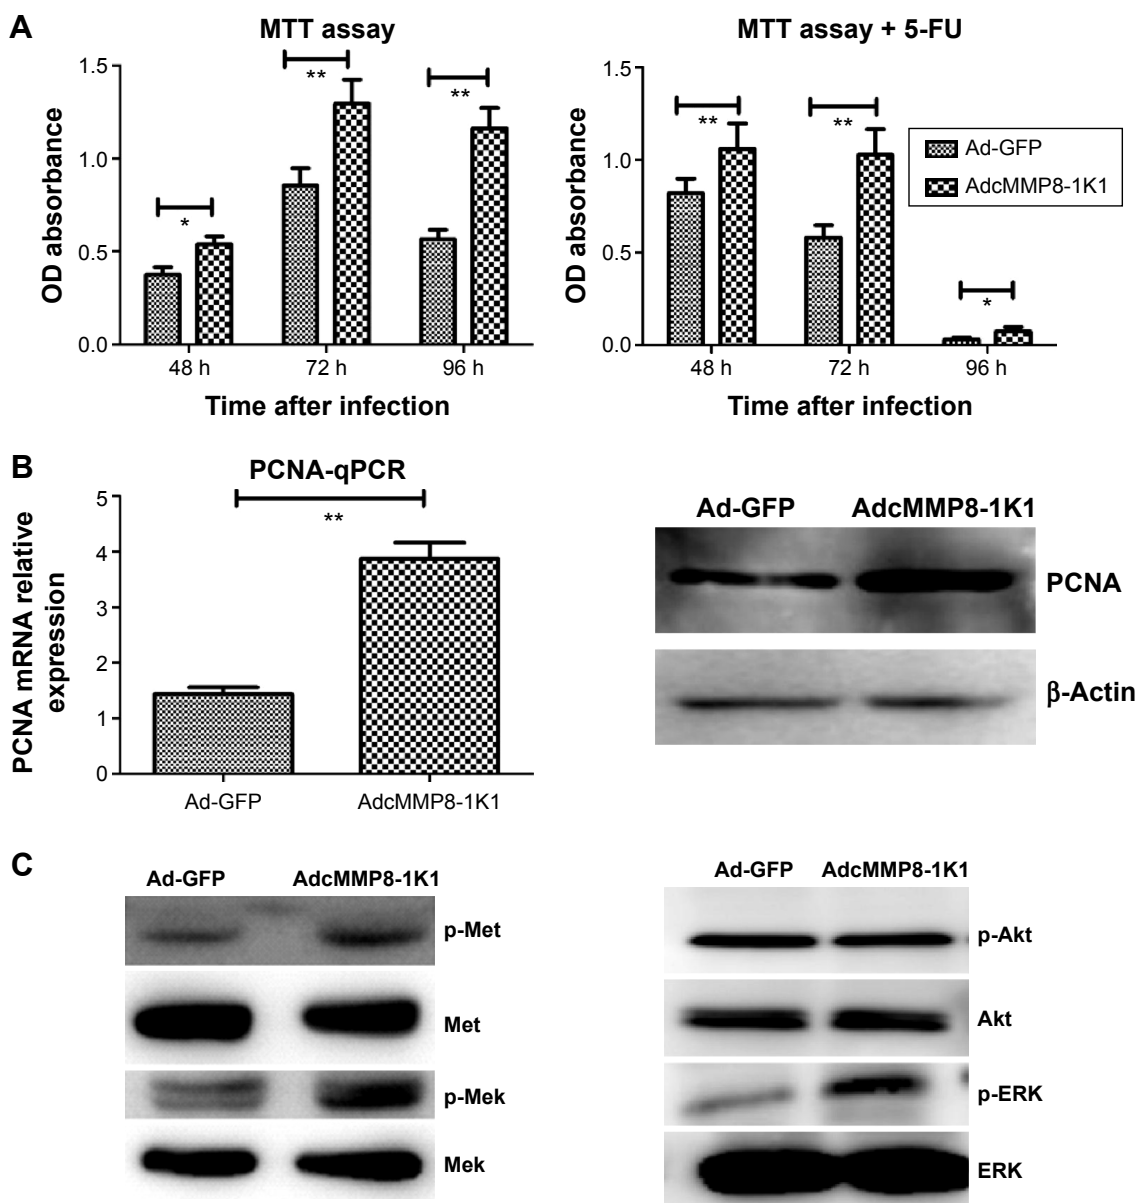 A
MTT assay
MTT assay + 5-FU
OD absorbance
1.5
1.0
0.5
0.0
*
**
**
48 h
72 h
96 h
Time after infection
OD absorbance
1.5
1.0
0.5
0.0
**
**
*
48 h
72 h
96 h
Time after infection
Ad-GFP
AdcMMP8-1K1
B
PCNA-qPCR
PCNA mRNA relative
expression
5
4
3
2
1
0
**
Ad-GFP
AdcMMP8-1K1
Ad-GFP
AdcMMP8-1K1
PCNA
β-Actin
C
Ad-GFP
AdcMMP8-1K1
p-Met
Met
p-Mek
Mek
Ad-GFP
AdcMMP8-1K1
p-Akt
Akt
p-ERK
ERK